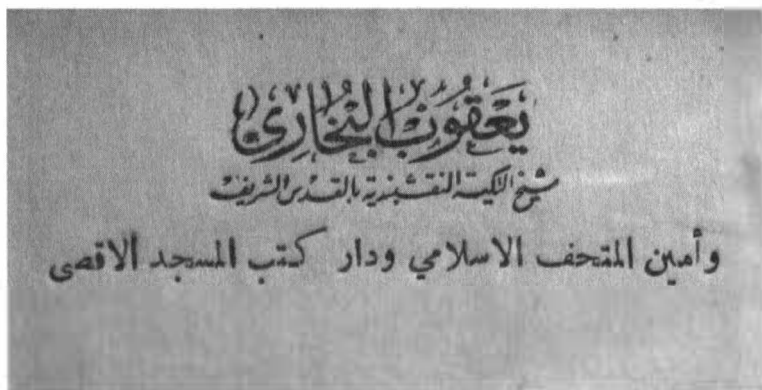 يعقوب البخاري
شيخ التكية النقشبندية بالقدس الشريف
وأمين المتحف الاسلامي ودار كتب المسجد الاقصى